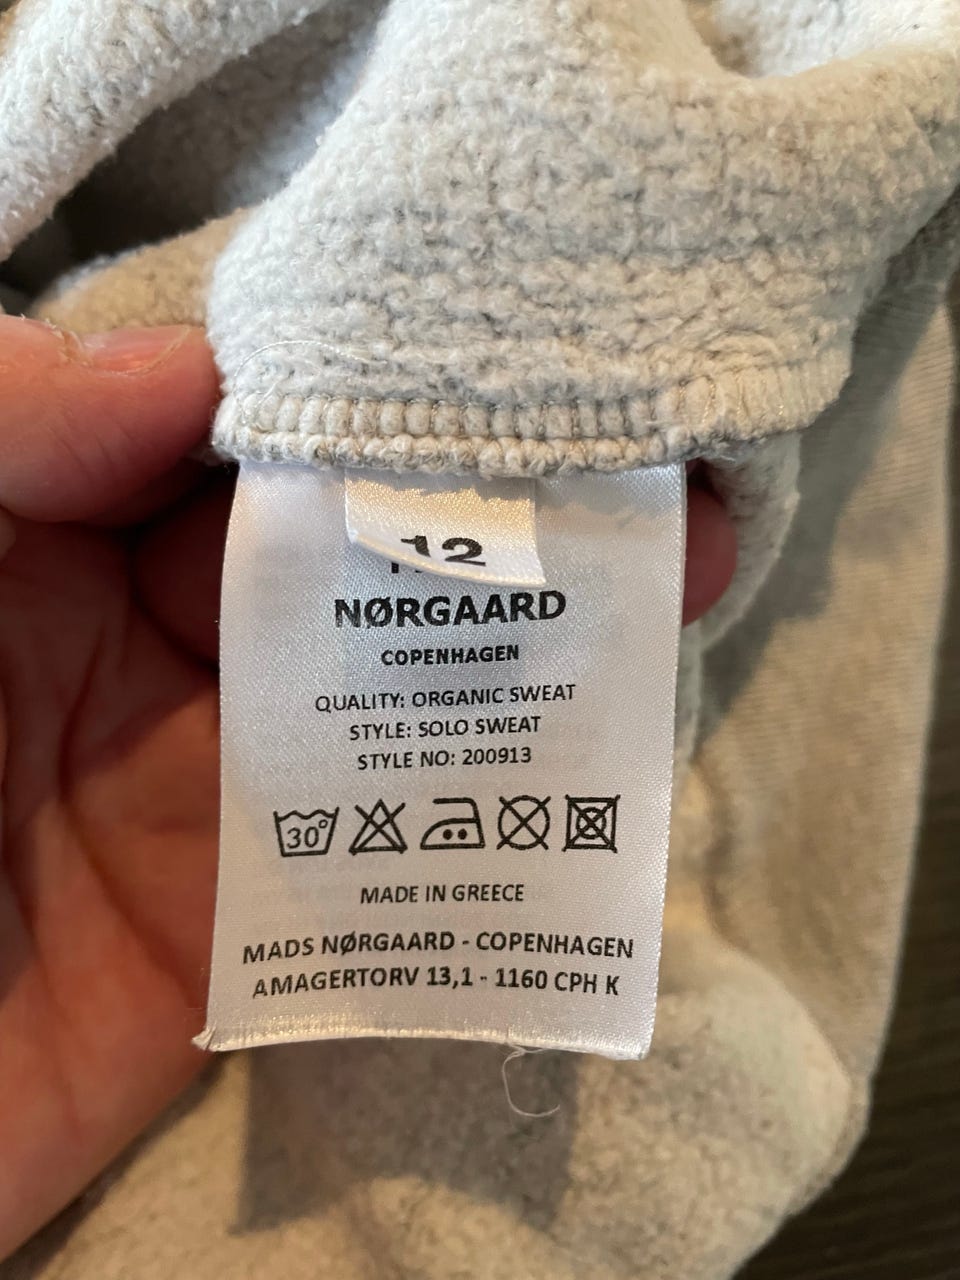 12
NØRGAARD
COPENHAGEN
QUALITY: ORGANIC SWEAT
STYLE: SOLO SWEAT
STYLE NO: 200913
30°
MADE IN GREECE
MADS NØRGAARD - COPENHAGEN
AMAGERTORV 13,1 - 1160 CPH K